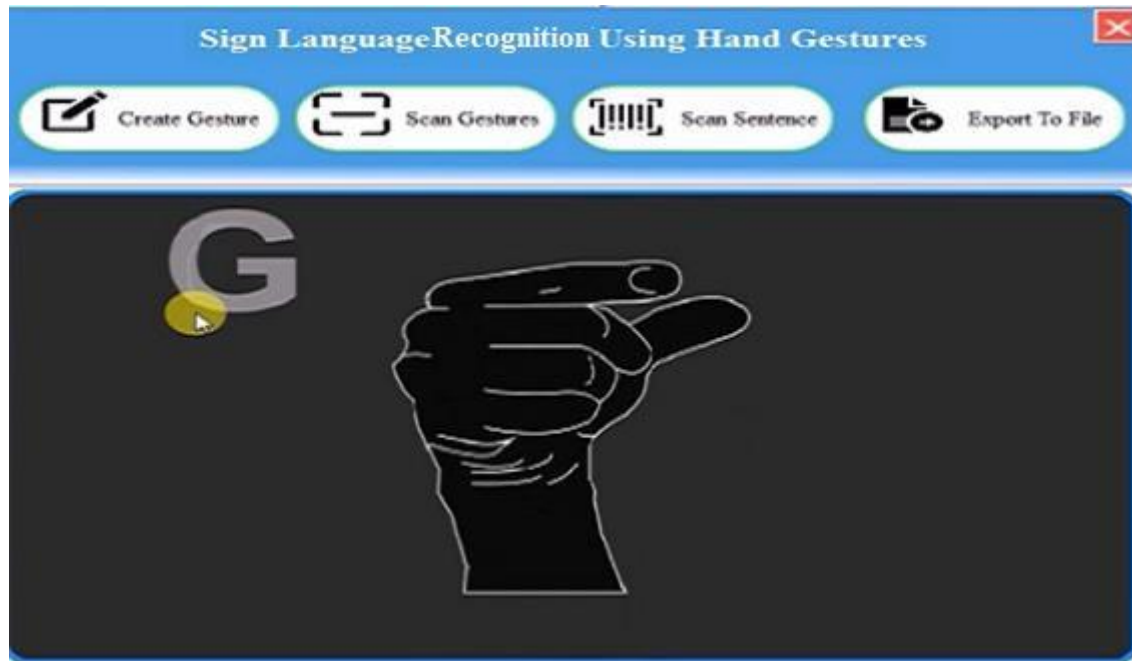 Sign LanguageRecognition Using Hand Gestures
Create Gesture Scan Gestures Scan Sentence Export To File
G